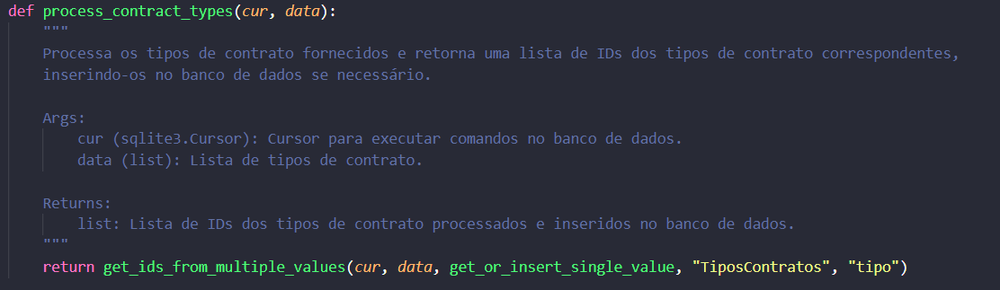 def process_contract_types(cur, data):
    """
    Processa os tipos de contrato fornecidos e retorna uma lista de IDs dos tipos de contrato correspondentes,
    inserindo-os no banco de dados se necessário.

    Args:
        cur (sqlite3.Cursor): Cursor para executar comandos no banco de dados.
        data (list): Lista de tipos de contrato.

    Returns:
        list: Lista de IDs dos tipos de contrato processados e inseridos no banco de dados.
    """
    return get_ids_from_multiple_values(cur, data, get_or_insert_single_value, "TiposContratos", "tipo")